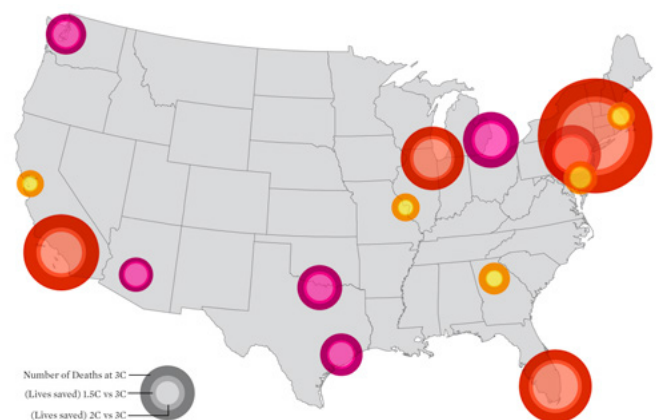 Number of Deaths at 3C
(Lives saved) 1.5C vs 3C
(Lives saved) 2C vs 3C